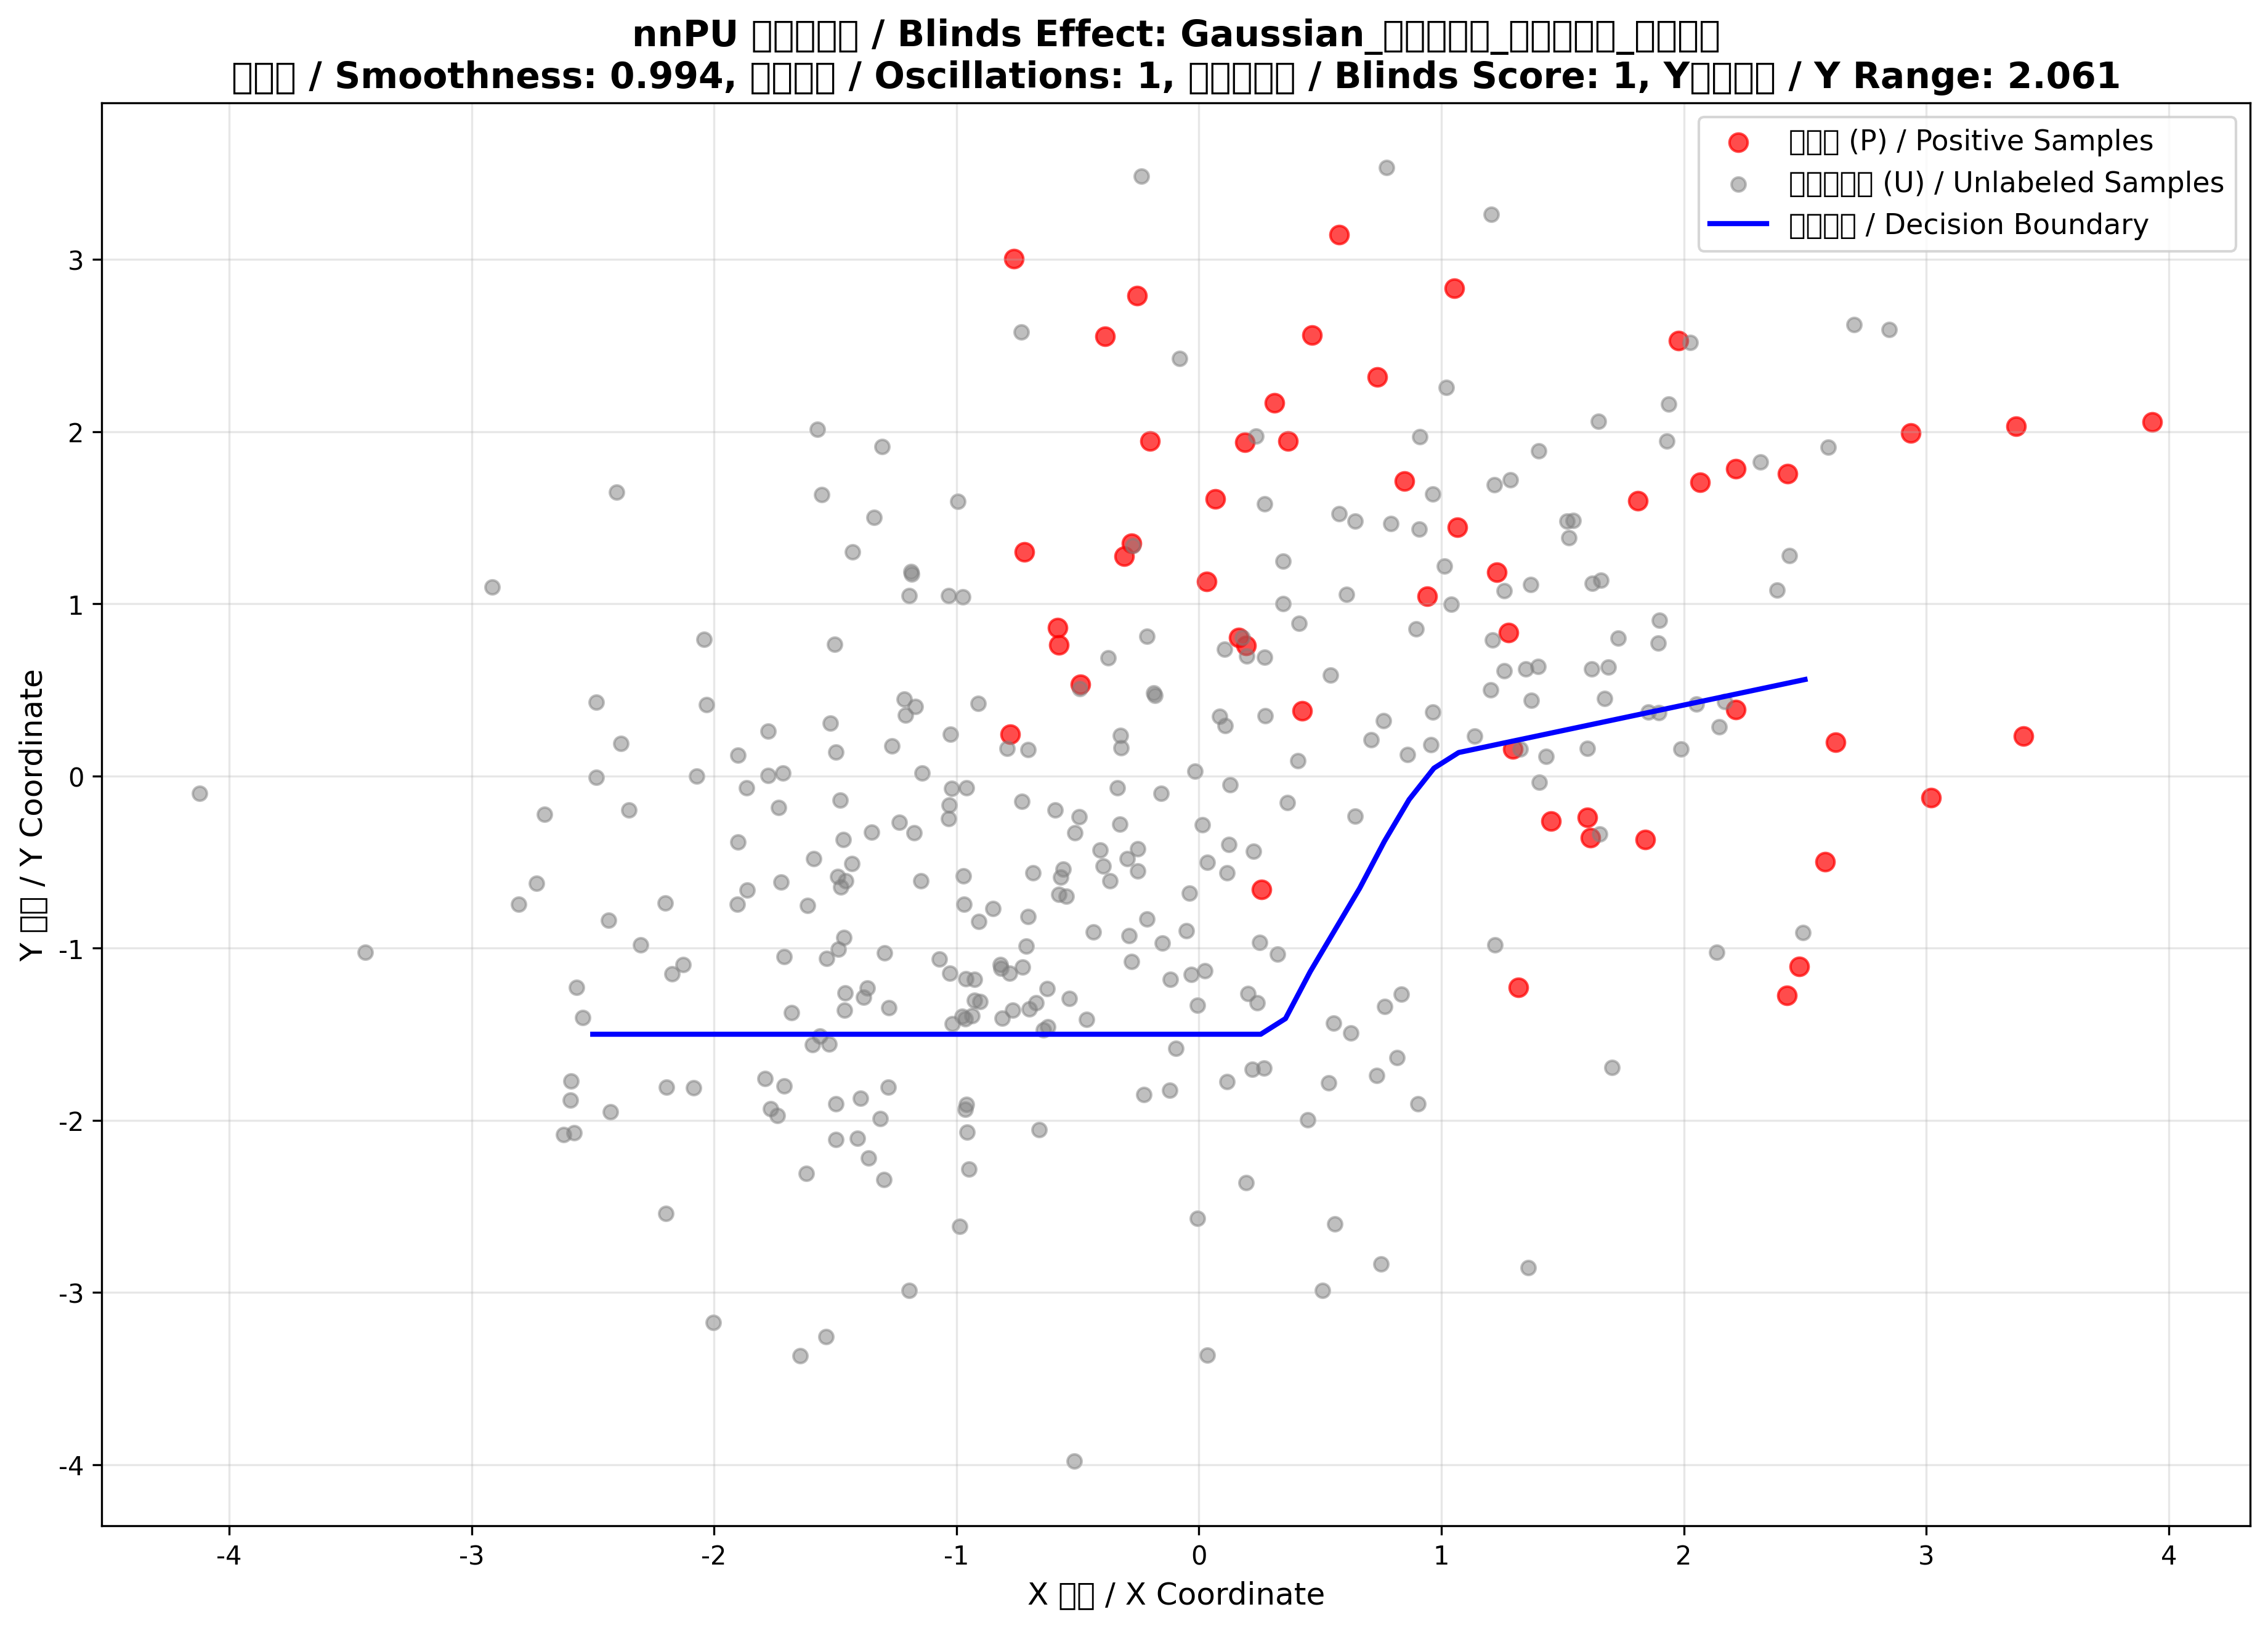 nnPU □□□□□ / Blinds Effect: Gaussian_□□□□□_□□□□□_□□□□
□□□ / Smoothness: 0.994, □□□□ / Oscillations: 1, □□□□□ / Blinds Score: 1, Y□□□□ / Y Range: 2.061
□□□ (P) / Positive Samples
□□□□□ (U) / Unlabeled Samples
□□□□ / Decision Boundary
Y □□ / Y Coordinate
3
2
1
0
-1
-2
-3
-4
-4 -3 -2 -1 0 1 2 3 4
X □□ / X Coordinate